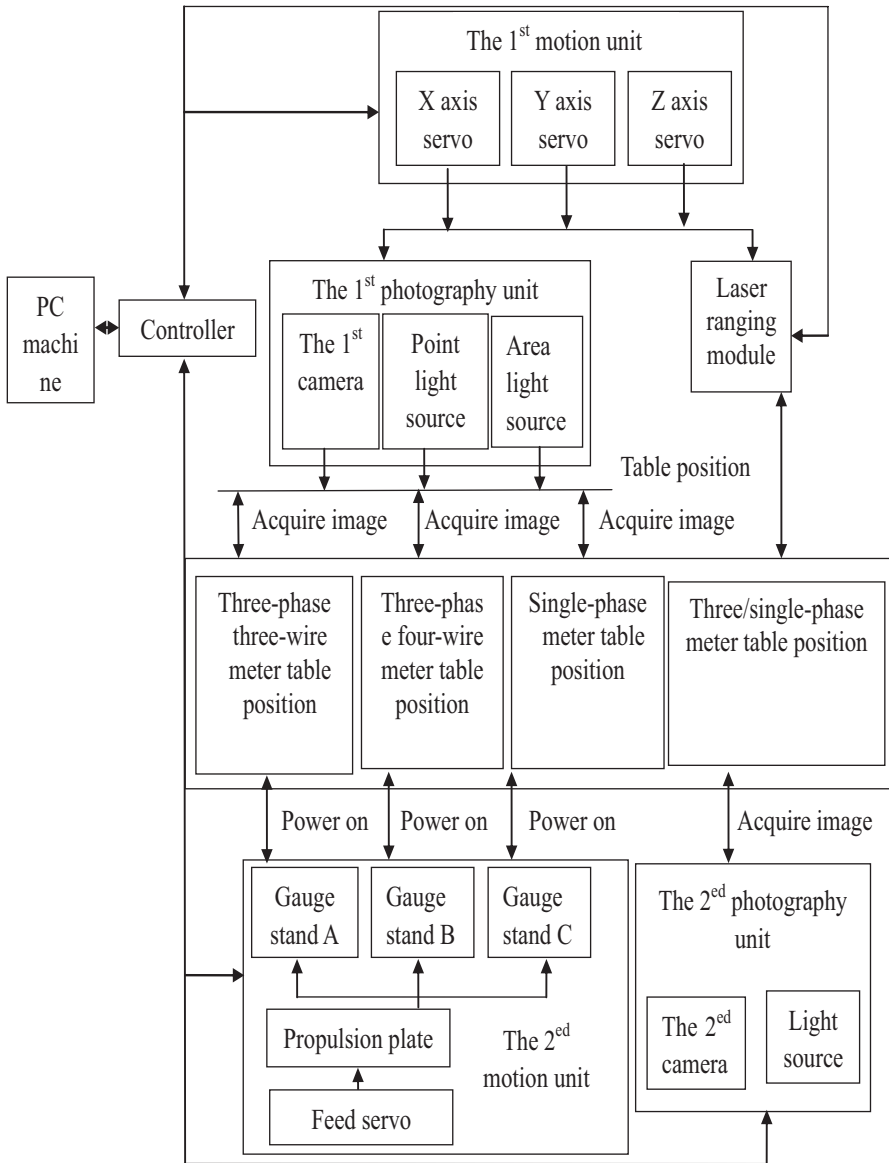 The 1st motion unit
X axis
servo
Y axis
servo
Z axis
servo
PC
machi
ne
Controller
The 1st photography unit
The 1st
camera
Point
light
source
Area
light
source
Laser
ranging
module
Table position
Acquire image
Acquire image
Acquire image
Three-phase
three-wire
meter table
position
Three-phas
e four-wire
meter table
position
Single-phase
meter table
position
Three/single-phase
meter table position
Power on
Power on
Power on
Acquire image
Gauge
stand A
Gauge
stand B
Gauge
stand C
Propulsion plate
Feed servo
The 2ed
motion unit
The 2ed photography
unit
The 2ed
camera
Light
source